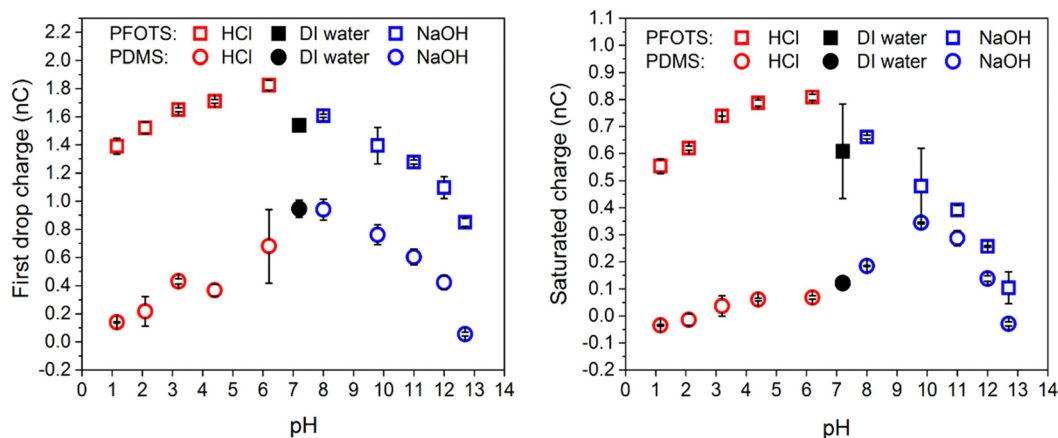 PFOTS: HCl DI water NaOH
PDMS: HCl DI water NaOH
First drop charge (nC)
2.2
2.0
1.8
1.6
1.4
1.2
1.0
0.8
0.6
0.4
0.2
0.0
-0.2
0 1 2 3 4 5 6 7 8 9 10 11 12 13 14
pH
PFOTS: HCl DI water NaOH
PDMS: HCl DI water NaOH
Saturated charge (nC)
1.1
1.0
0.9
0.8
0.7
0.6
0.5
0.4
0.3
0.2
0.1
0.0
-0.1
-0.2
0 1 2 3 4 5 6 7 8 9 10 11 12 13 14
pH